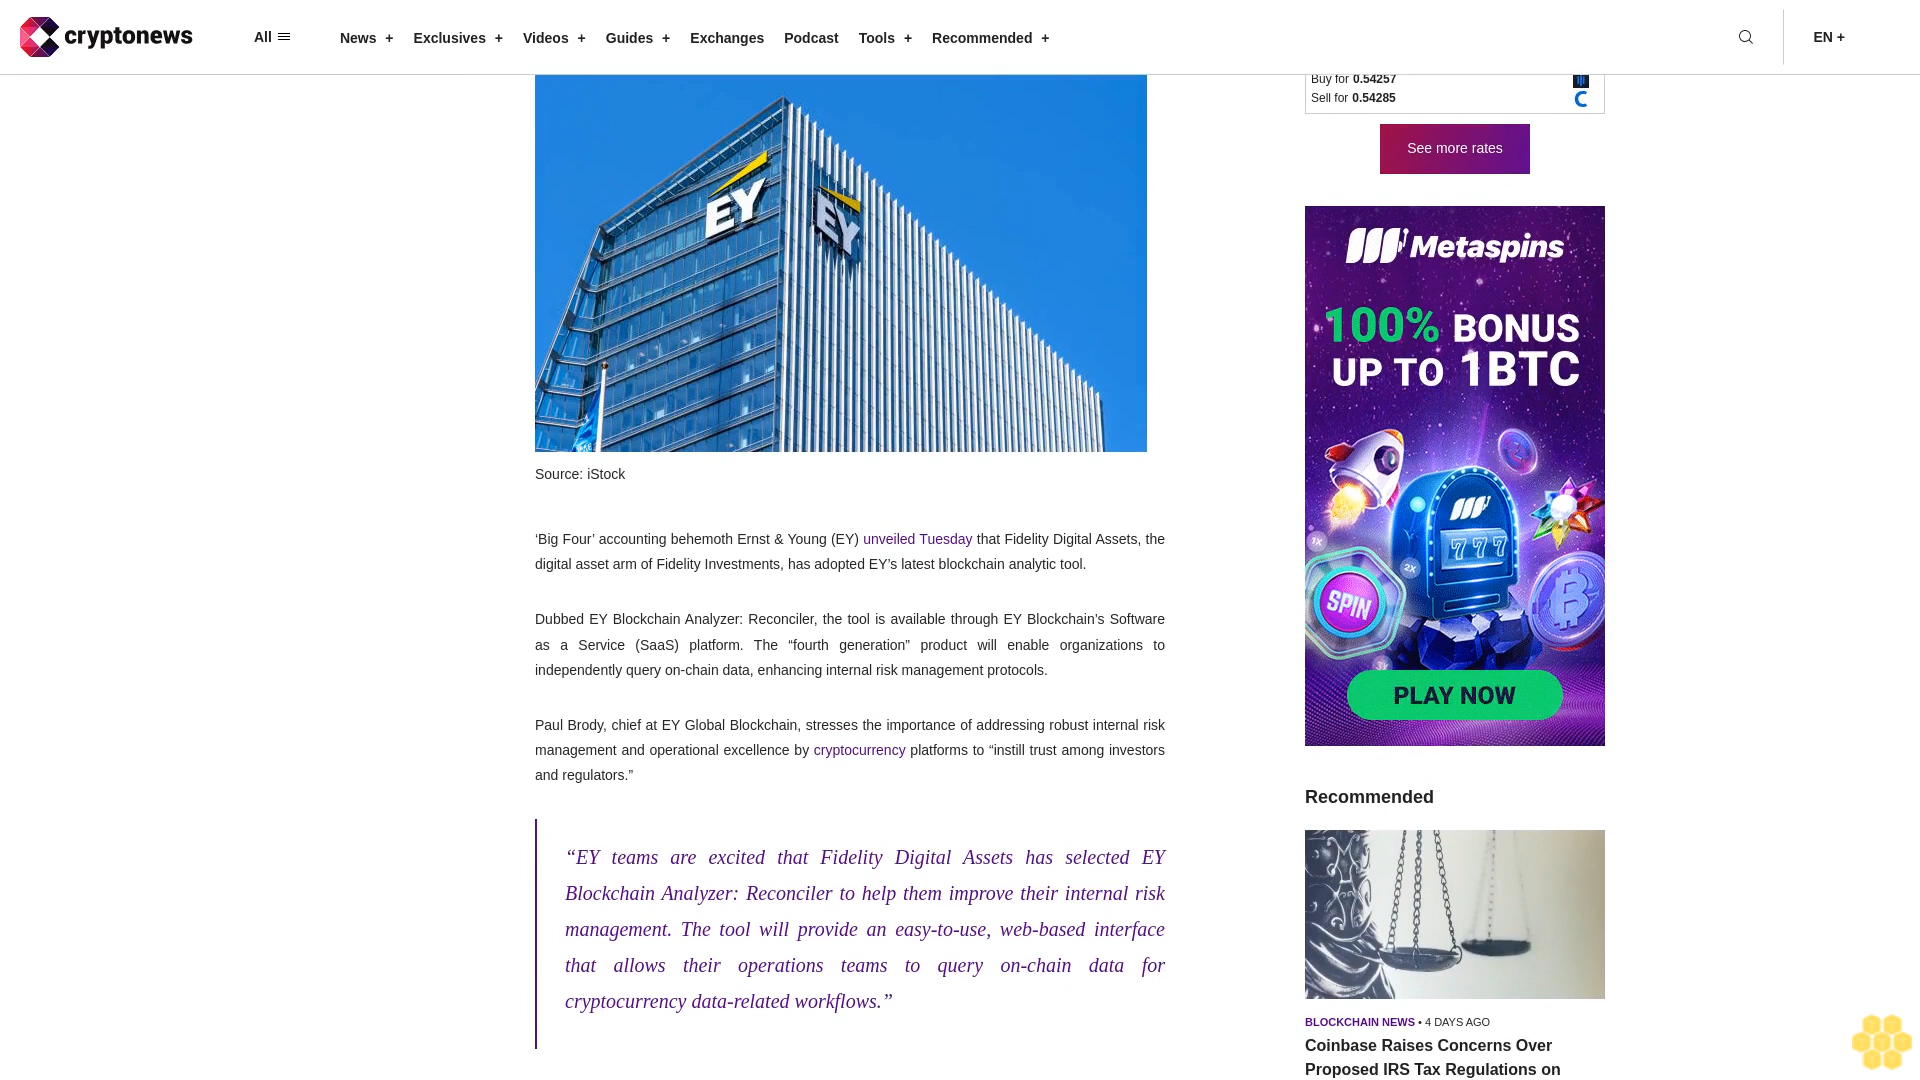 cryptonews
All
News +
Exclusives +
Videos +
Guides +
Exchanges
Podcast
Tools +
Recommended +
EN +
EY
EY
Source: iStock
‘Big Four’ accounting behemoth Ernst & Young (EY) unveiled Tuesday that Fidelity Digital Assets, the
digital asset arm of Fidelity Investments, has adopted EY’s latest blockchain analytic tool.
Dubbed EY Blockchain Analyzer: Reconciler, the tool is available through EY Blockchain’s Software
as a Service (SaaS) platform. The “fourth generation” product will enable organizations to
independently query on-chain data, enhancing internal risk management protocols.
Paul Brody, chief at EY Global Blockchain, stresses the importance of addressing robust internal risk
management and operational excellence by cryptocurrency platforms to “instill trust among investors
and regulators.”
“EY teams are excited that Fidelity Digital Assets has selected EY
Blockchain Analyzer: Reconciler to help them improve their internal risk
management. The tool will provide an easy-to-use, web-based interface
that allows their operations teams to query on-chain data for
cryptocurrency data-related workflows.”
Buy for 0.54257
Sell for 0.54285
See more rates
Metaspins
100% BONUS
UP TO 1BTC
777
1X
2X
SPIN
3X
PLAY NOW
Recommended
BLOCKCHAIN NEWS • 4 DAYS AGO
Coinbase Raises Concerns Over
Proposed IRS Tax Regulations on